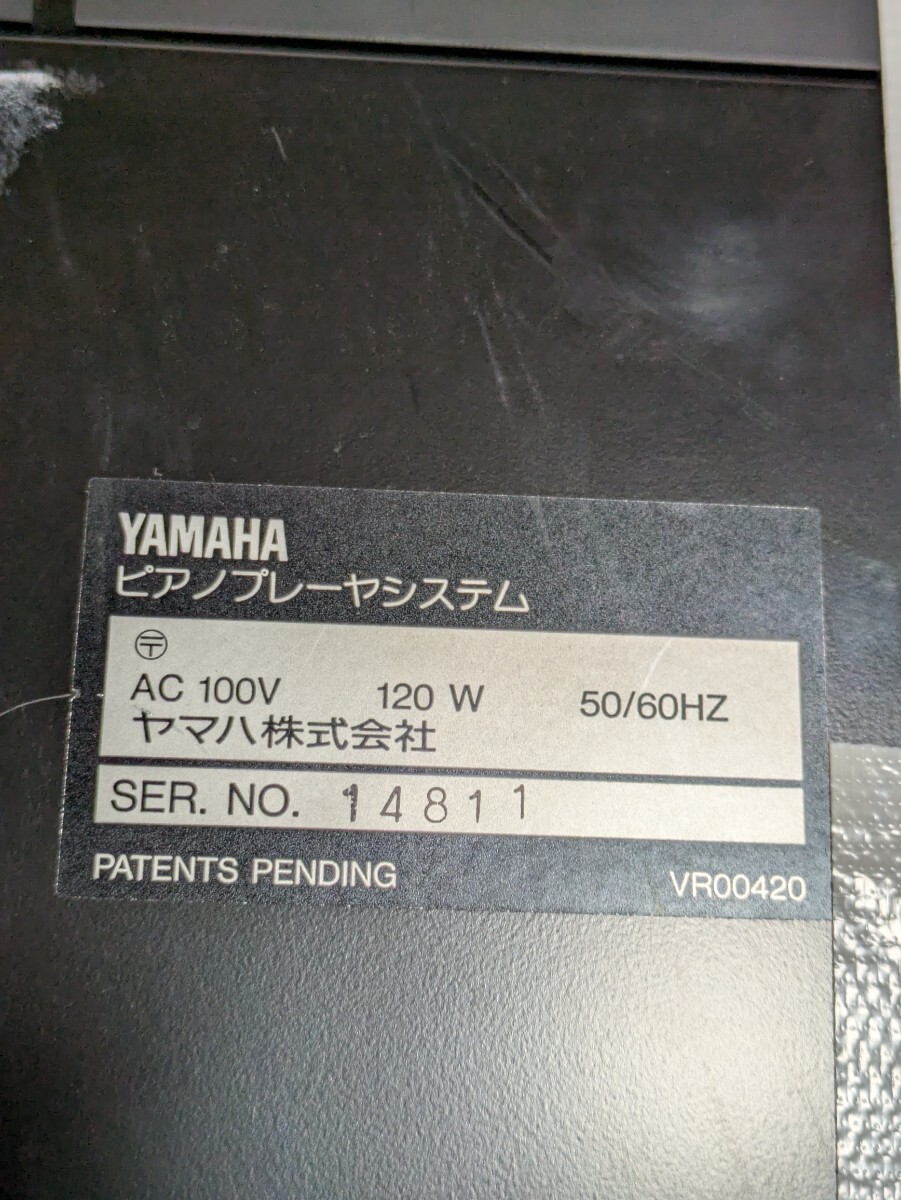 YAMAHA
ピアノプレーヤシステム
〶
AC 100V 120 W 50/60HZ
ヤマハ株式会社
SER. NO. 14811
PATENTS PENDING VR00420